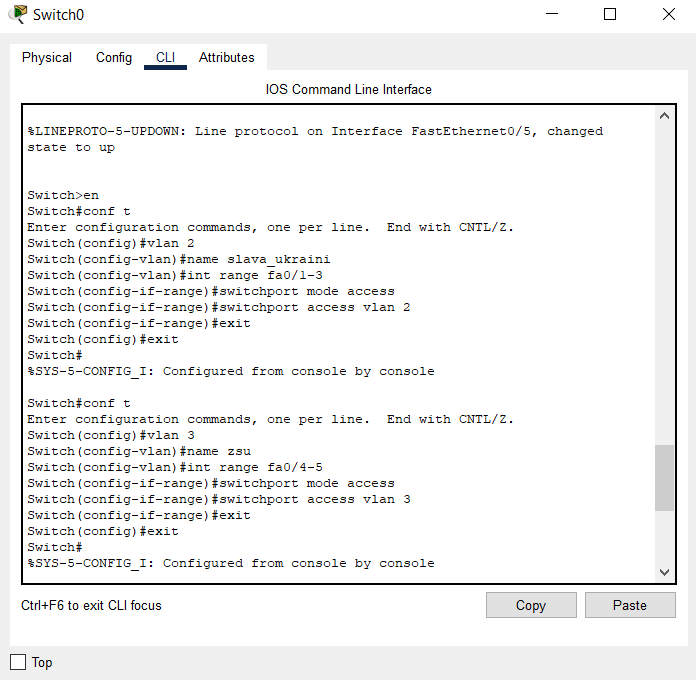 Switch0
Physical Config CLI Attributes
IOS Command Line Interface
%LINEPROTO-5-UPDOWN: Line protocol on Interface FastEthernet0/5, changed
state to up
Switch>en
Switch#conf t
Enter configuration commands, one per line.  End with CNTL/Z.
Switch(config)#vlan 2
Switch(config-vlan)#name slava_ukraini
Switch(config-vlan)#int range fa0/1-3
Switch(config-if-range)#switchport mode access
Switch(config-if-range)#switchport access vlan 2
Switch(config-if-range)#exit
Switch(config)#exit
Switch#
%SYS-5-CONFIG_I: Configured from console by console
Switch#conf t
Enter configuration commands, one per line.  End with CNTL/Z.
Switch(config)#vlan 3
Switch(config-vlan)#name zsu
Switch(config-vlan)#int range fa0/4-5
Switch(config-if-range)#switchport mode access
Switch(config-if-range)#switchport access vlan 3
Switch(config-if-range)#exit
Switch(config)#exit
Switch#
%SYS-5-CONFIG_I: Configured from console by console
Ctrl+F6 to exit CLI focus
Copy Paste
Top